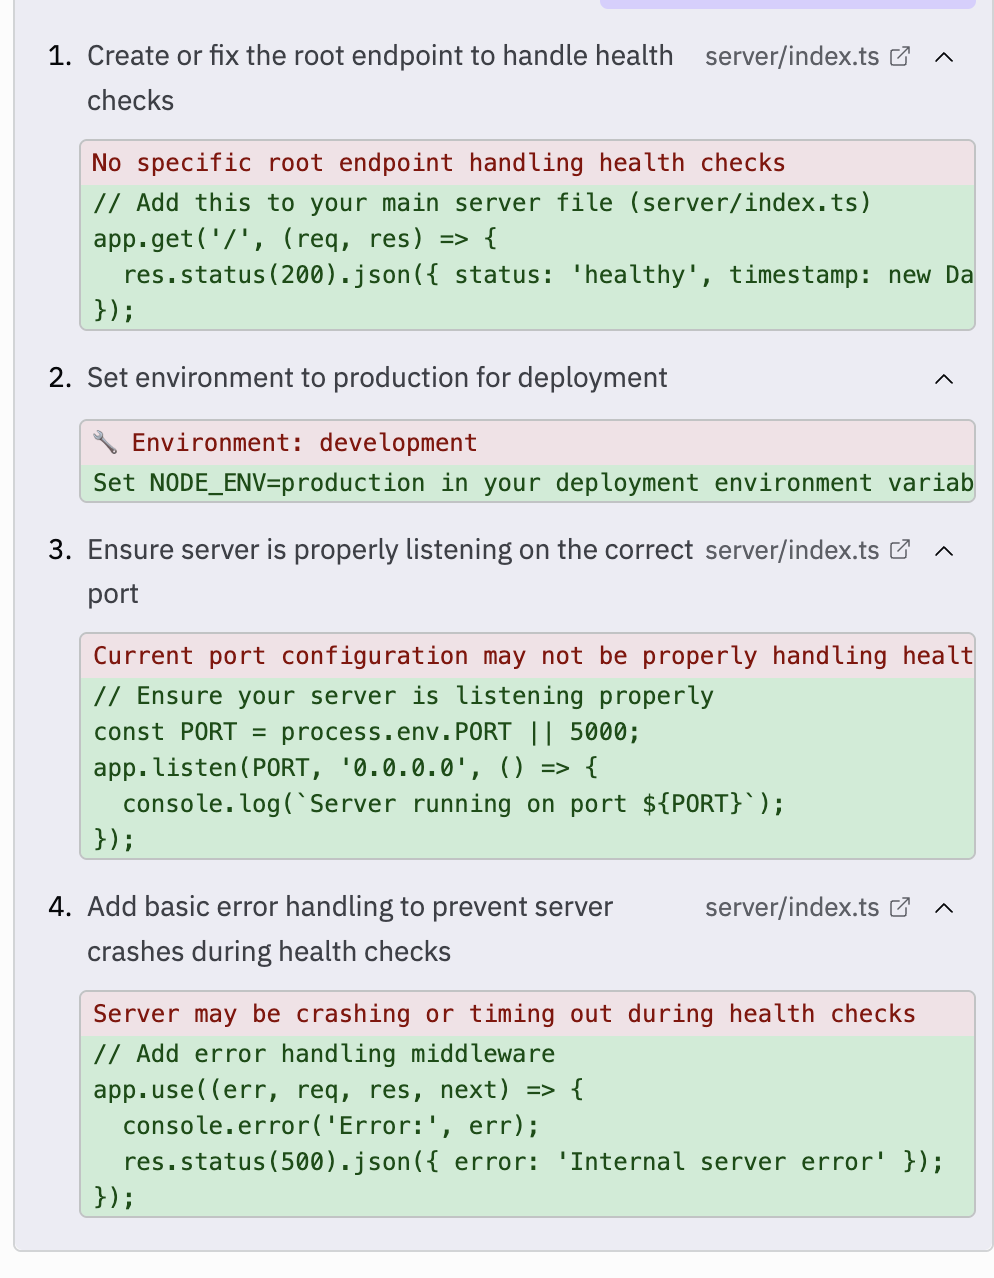 1. Create or fix the root endpoint to handle health server/index.ts
checks
No specific root endpoint handling health checks
// Add this to your main server file (server/index.ts)
app.get('/', (req, res) => {
  res.status(200).json({ status: 'healthy', timestamp: new Da
});
2. Set environment to production for deployment
🔧 Environment: development
Set NODE_ENV=production in your deployment environment variab
3. Ensure server is properly listening on the correct server/index.ts
port
Current port configuration may not be properly handling healt
// Ensure your server is listening properly
const PORT = process.env.PORT || 5000;
app.listen(PORT, '0.0.0.0', () => {
  console.log(`Server running on port ${PORT}`);
});
4. Add basic error handling to prevent server server/index.ts
crashes during health checks
Server may be crashing or timing out during health checks
// Add error handling middleware
app.use((err, req, res, next) => {
  console.error('Error:', err);
  res.status(500).json({ error: 'Internal server error' });
});